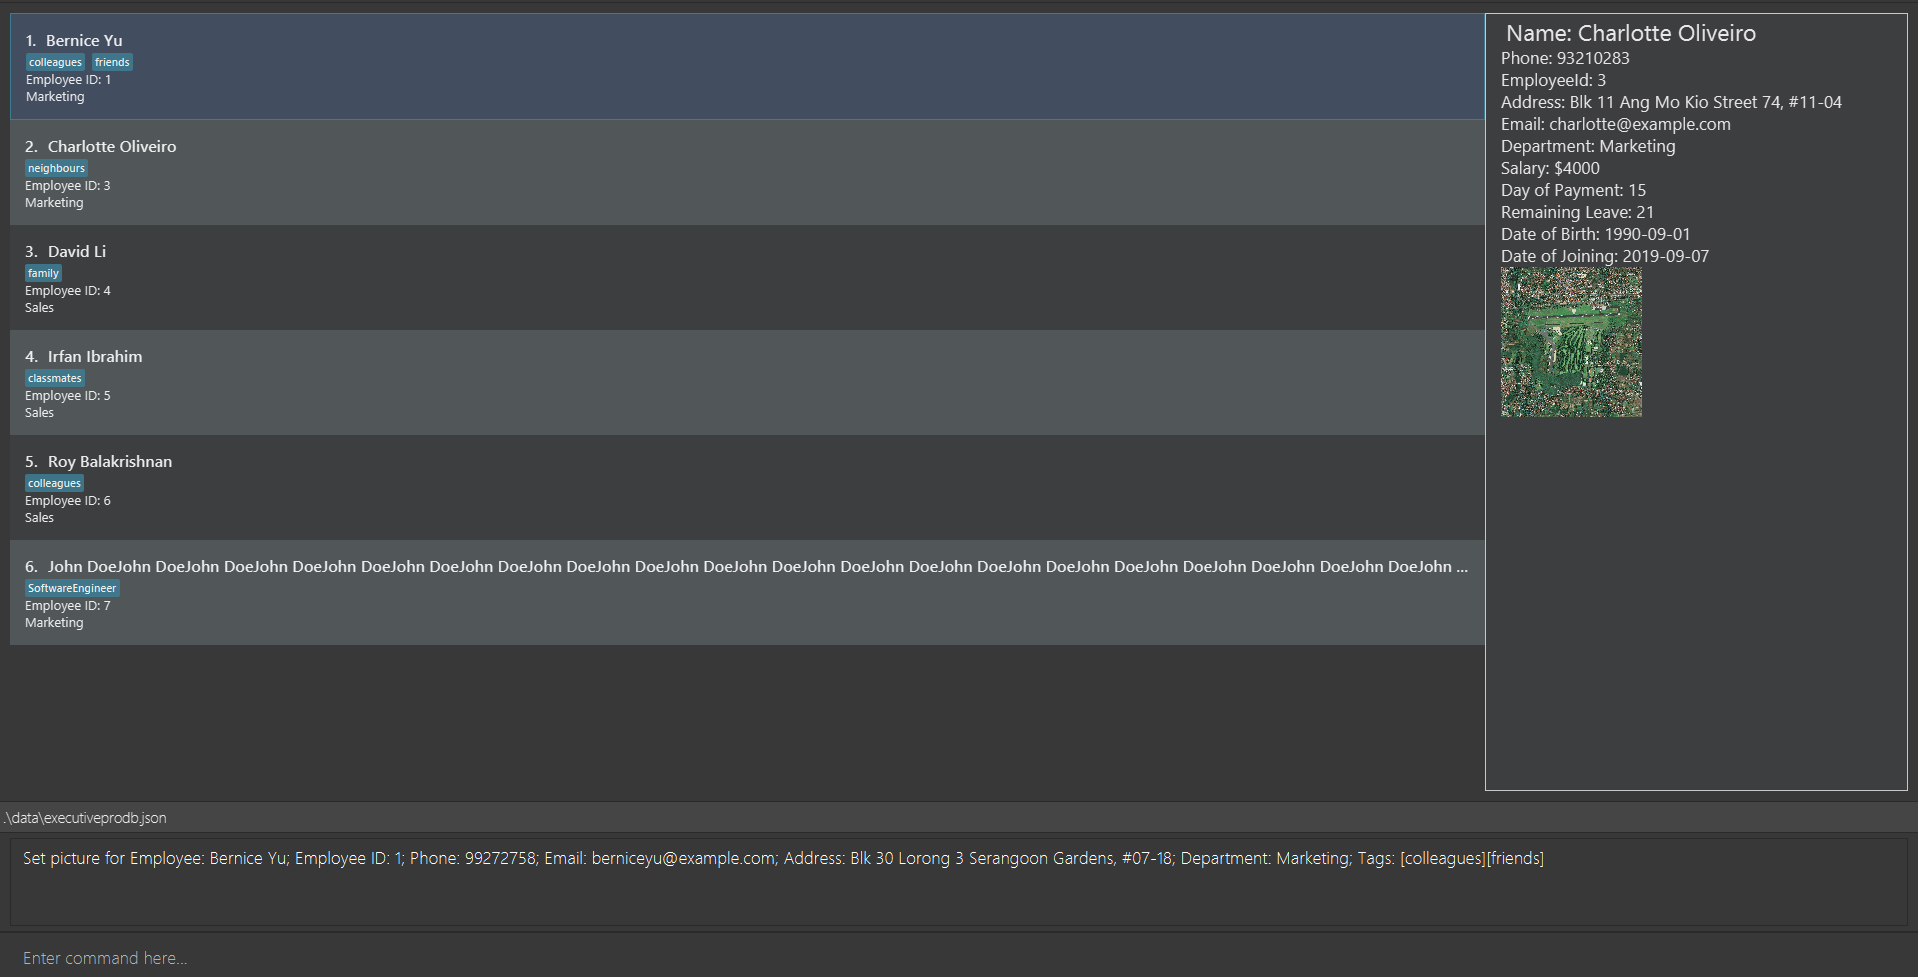 1. Bernice Yu
colleagues friends
Employee ID: 1
Marketing
2. Charlotte Oliveiro
neighbours
Employee ID: 3
Marketing
3. David Li
family
Employee ID: 4
Sales
4. Irfan Ibrahim
classmates
Employee ID: 5
Sales
5. Roy Balakrishnan
colleagues
Employee ID: 6
Sales
6. John DoeJohn DoeJohn DoeJohn DoeJohn DoeJohn DoeJohn DoeJohn DoeJohn DoeJohn DoeJohn DoeJohn DoeJohn DoeJohn DoeJohn DoeJohn DoeJohn DoeJohn DoeJohn DoeJohn DoeJohn ...
SoftwareEngineer
Employee ID: 7
Marketing
Name: Charlotte Oliveiro
Phone: 93210283
EmployeeId: 3
Address: Blk 11 Ang Mo Kio Street 74, #11-04
Email: charlotte@example.com
Department: Marketing
Salary: $4000
Day of Payment: 15
Remaining Leave: 21
Date of Birth: 1990-09-01
Date of Joining: 2019-09-07
.\data\executiveprodb.json
Set picture for Employee: Bernice Yu; Employee ID: 1; Phone: 99272758; Email: berniceyu@example.com; Address: Blk 30 Lorong 3 Serangoon Gardens, #07-18; Department: Marketing; Tags: [colleagues][friends]
Enter command here...